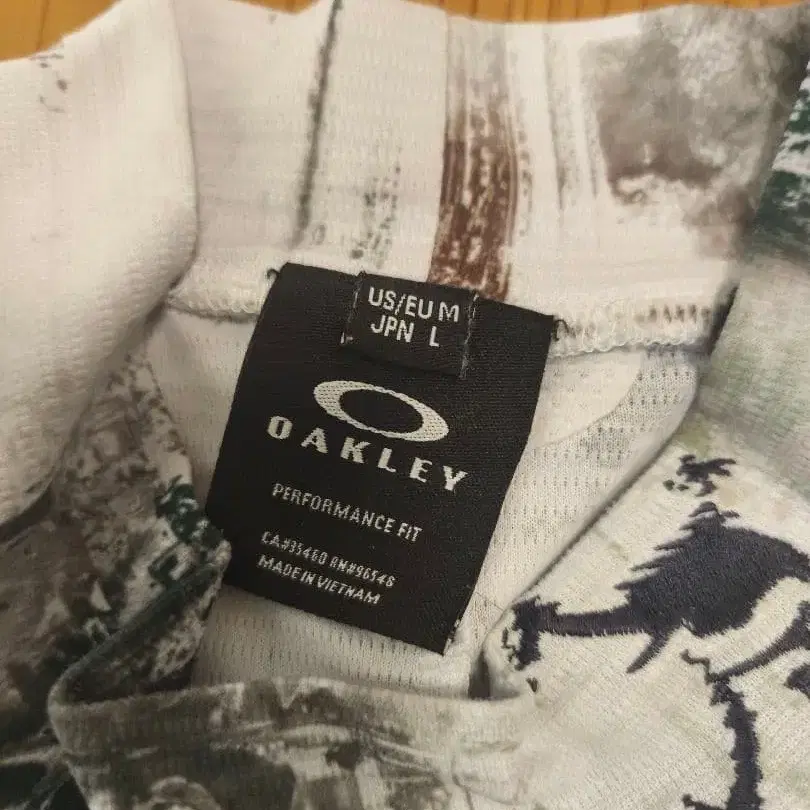 US/EU M
JPN L
OAKLEY
PERFORMANCE FIT
CA#35460 RN#96548
MADE IN VIETNAM